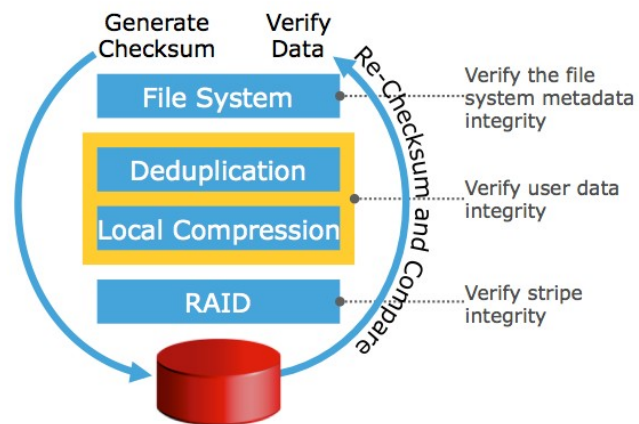 Generate
Checksum
Verify
Data
Re-Checksum and Compare
File System
Verify the file
system metadata
integrity
Deduplication
Local Compression
Verify user data
integrity
RAID
Verify stripe
integrity